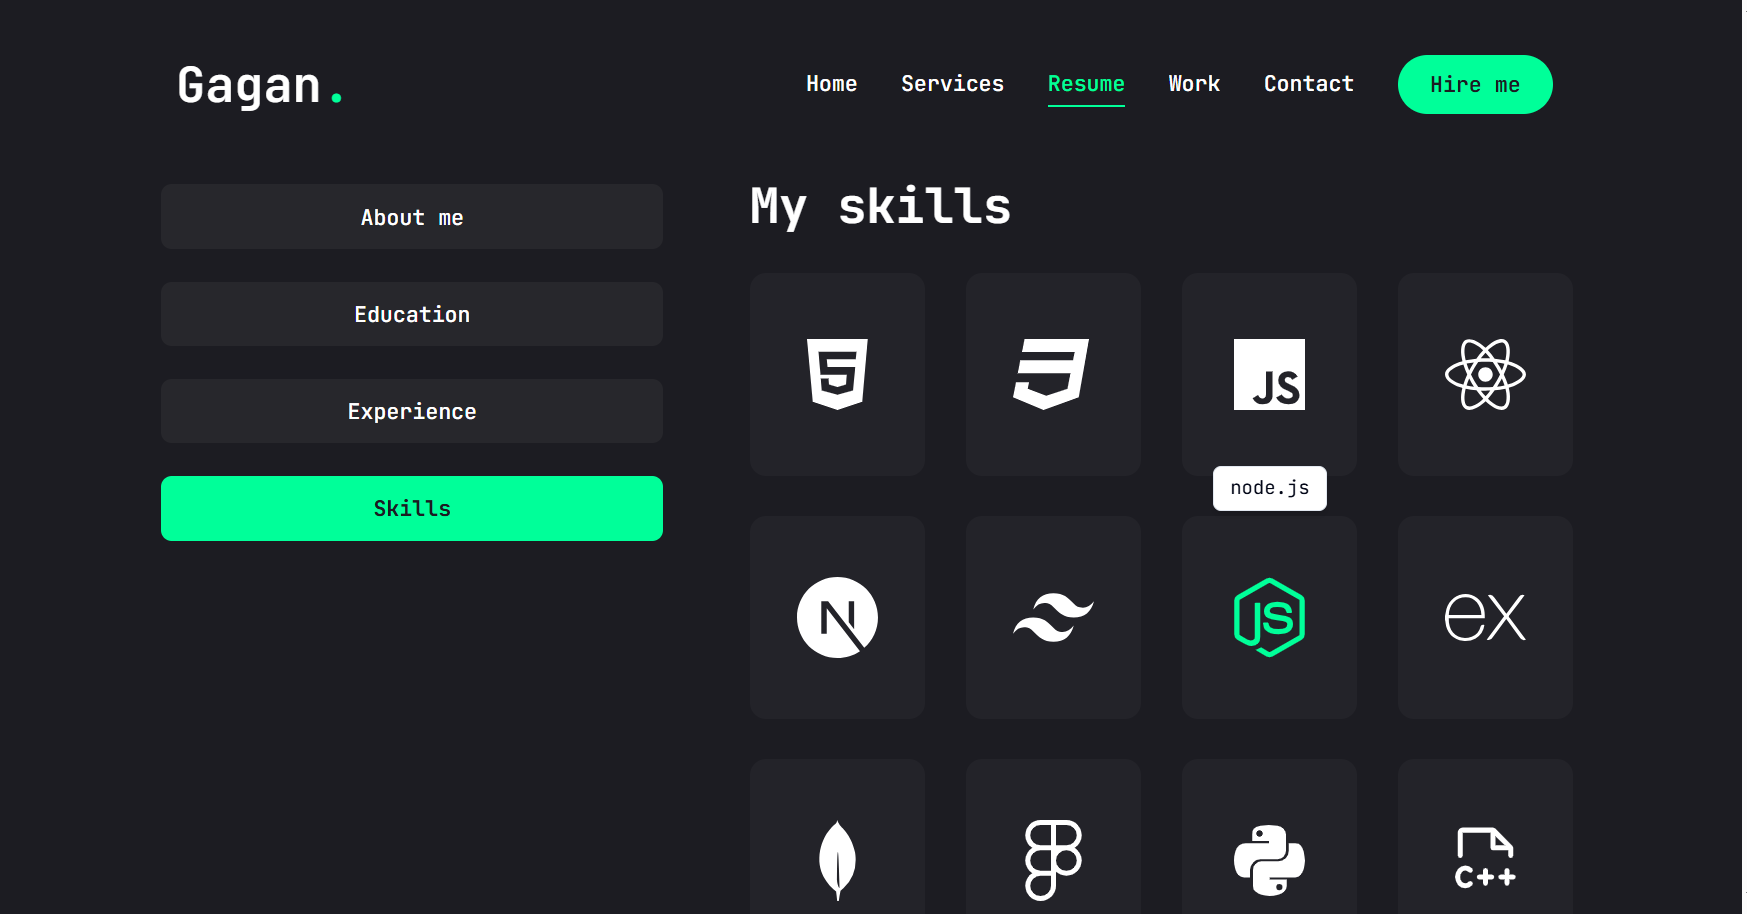 Gagan.
Home Services Resume Work Contact Hire me
About me
Education
Experience
Skills
My skills
JS
node.js
N
JS
ex
C++